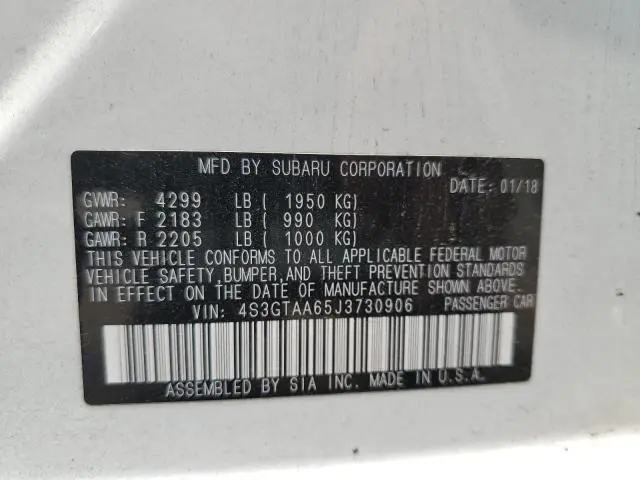 MFD BY SUBARU CORPORATION
DATE: 01/18
GVWR: 4299 LB ( 1950 KG)
GAWR: F 2183 LB ( 990 KG)
GAWR: R 2205 LB ( 1000 KG)
THIS VEHICLE CONFORMS TO ALL APPLICABLE FEDERAL MOTOR
VEHICLE SAFETY, BUMPER, AND THEFT PREVENTION STANDARDS
IN EFFECT ON THE DATE OF MANUFACTURE SHOWN ABOVE.
VIN: 4S3GTAA65J3730906 PASSENGER CAR
ASSEMBLED BY SIA INC. MADE IN U.S.A.